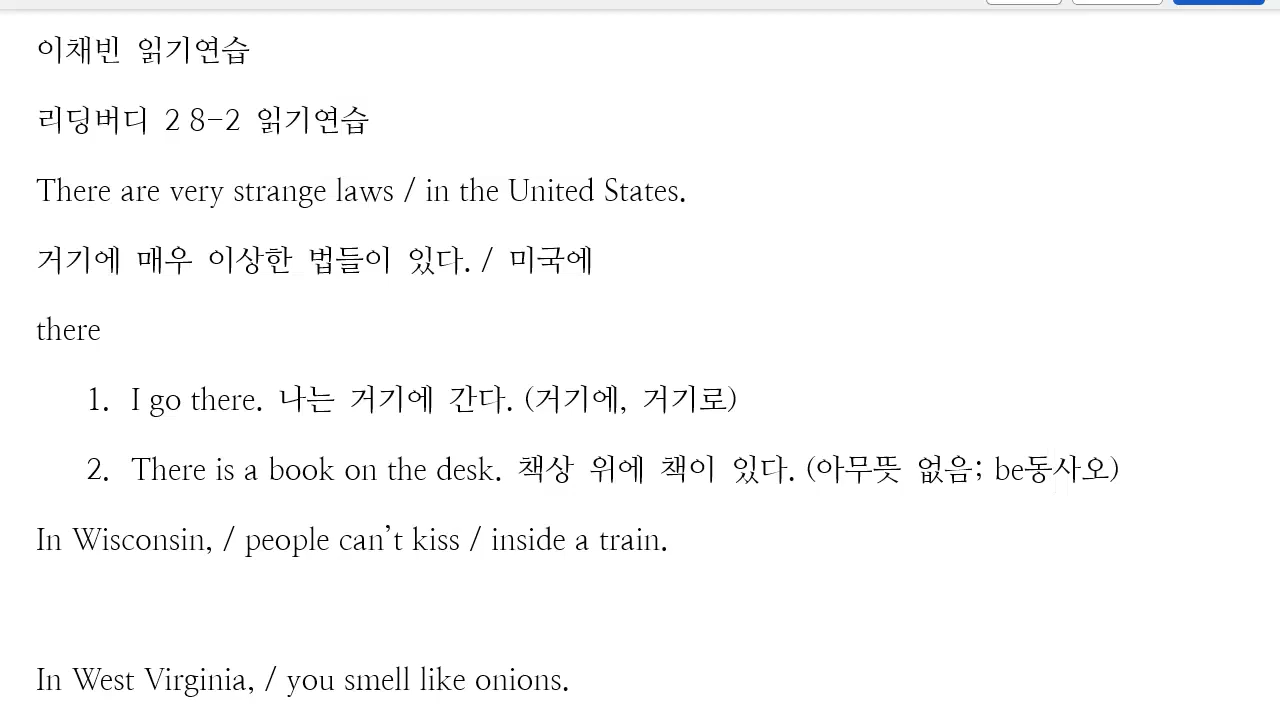 이채빈 읽기연습
리딩버디 2 8-2 읽기연습
There are very strange laws / in the United States.
거기에 매우 이상한 법들이 있다. / 미국에
there
1. I go there. 나는 거기에 간다. (거기에, 거기로)
2. There is a book on the desk. 책상 위에 책이 있다. (아무뜻 없음; be동사오)
In Wisconsin, / people can’t kiss / inside a train.
In West Virginia, / you smell like onions.